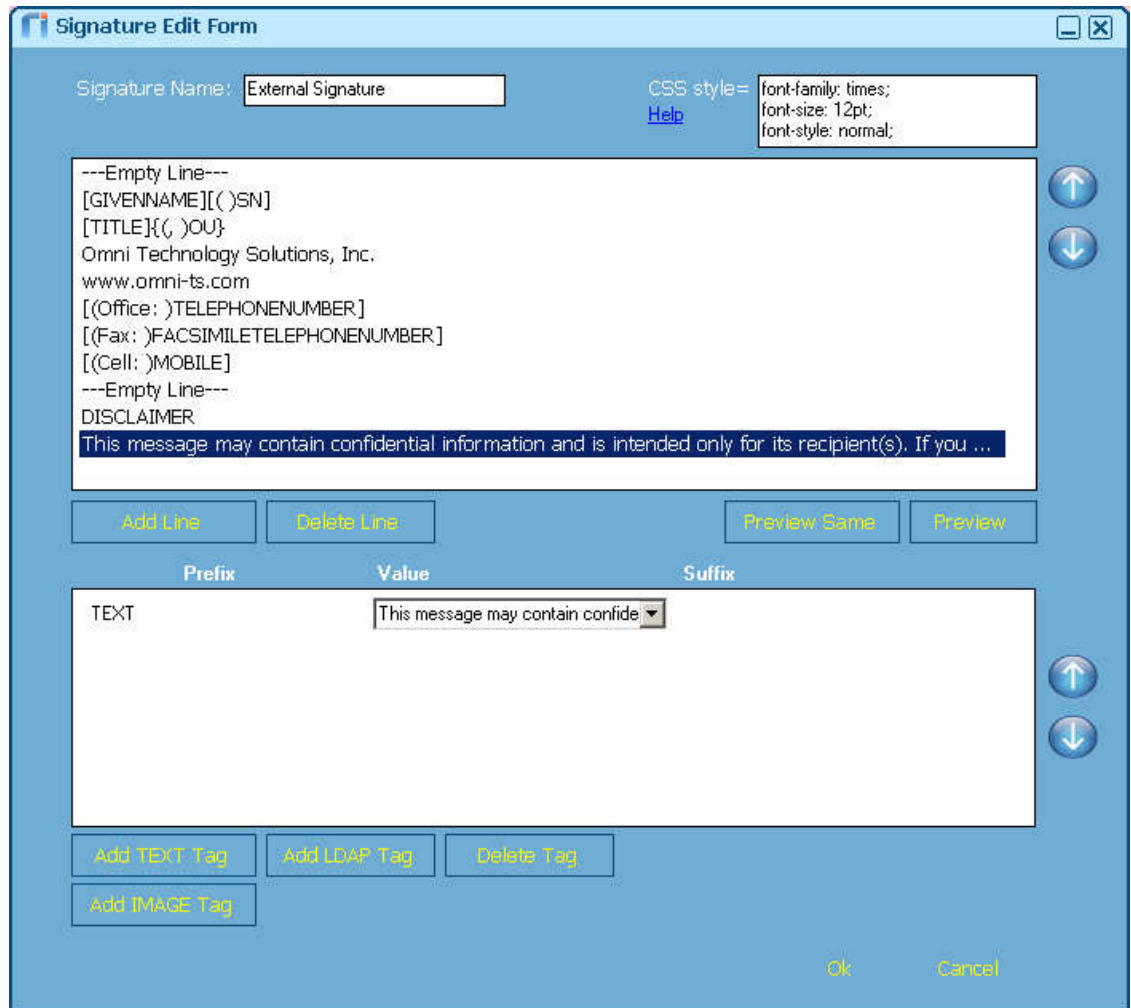 Signature Edit Form
Signature Name: External Signature
CSS style= font-family: times;
Help font-size: 12pt;
font-style: normal;
---Empty Line---
[GIVENNAME][( )SN]
[TITLE]{(, )OU}
Omni Technology Solutions, Inc.
www.omni-ts.com
[(Office: )TELEPHONENUMBER]
[(Fax: )FACSIMILETELEPHONENUMBER]
[(Cell: )MOBILE]
---Empty Line---
DISCLAIMER
This message may contain confidential information and is intended only for its recipient(s). If you ...
Add Line Delete Line Preview Same Preview
Prefix Value Suffix
TEXT This message may contain confide
Add TEXT Tag Add LDAP Tag Delete Tag
Add IMAGE Tag
Ok Cancel